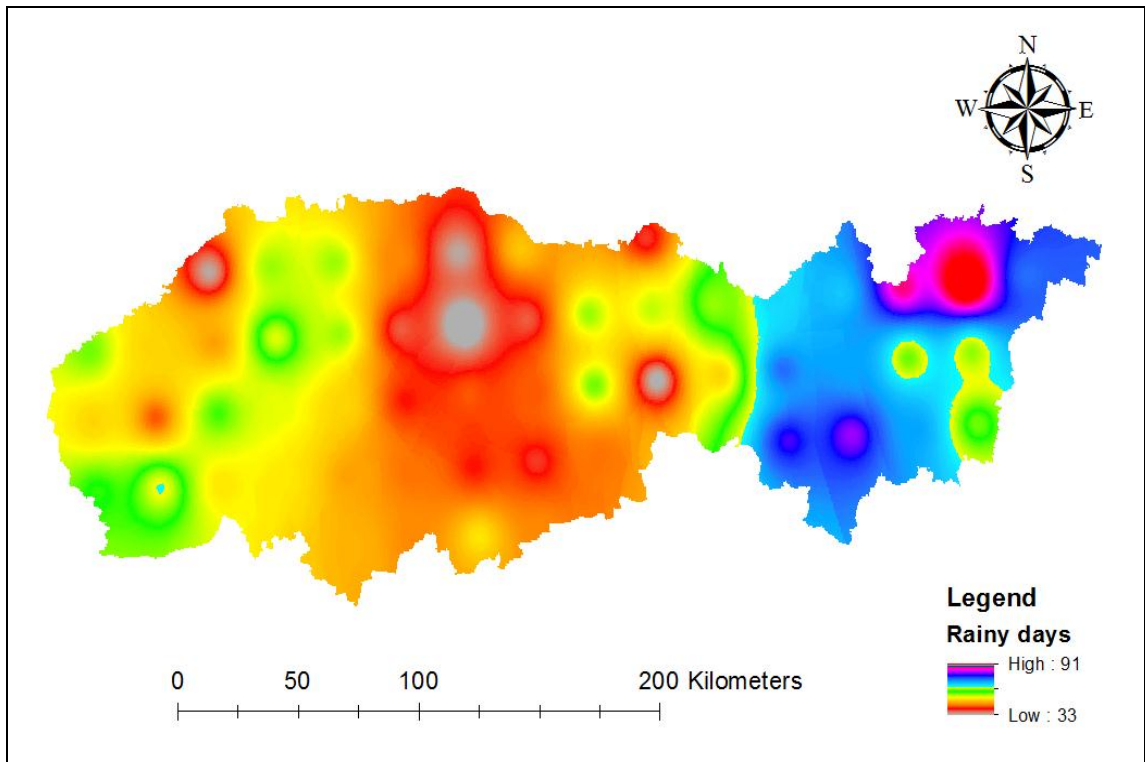 N
W E
S
0 50 100 200 Kilometers
Legend
Rainy days
High : 91
Low : 33